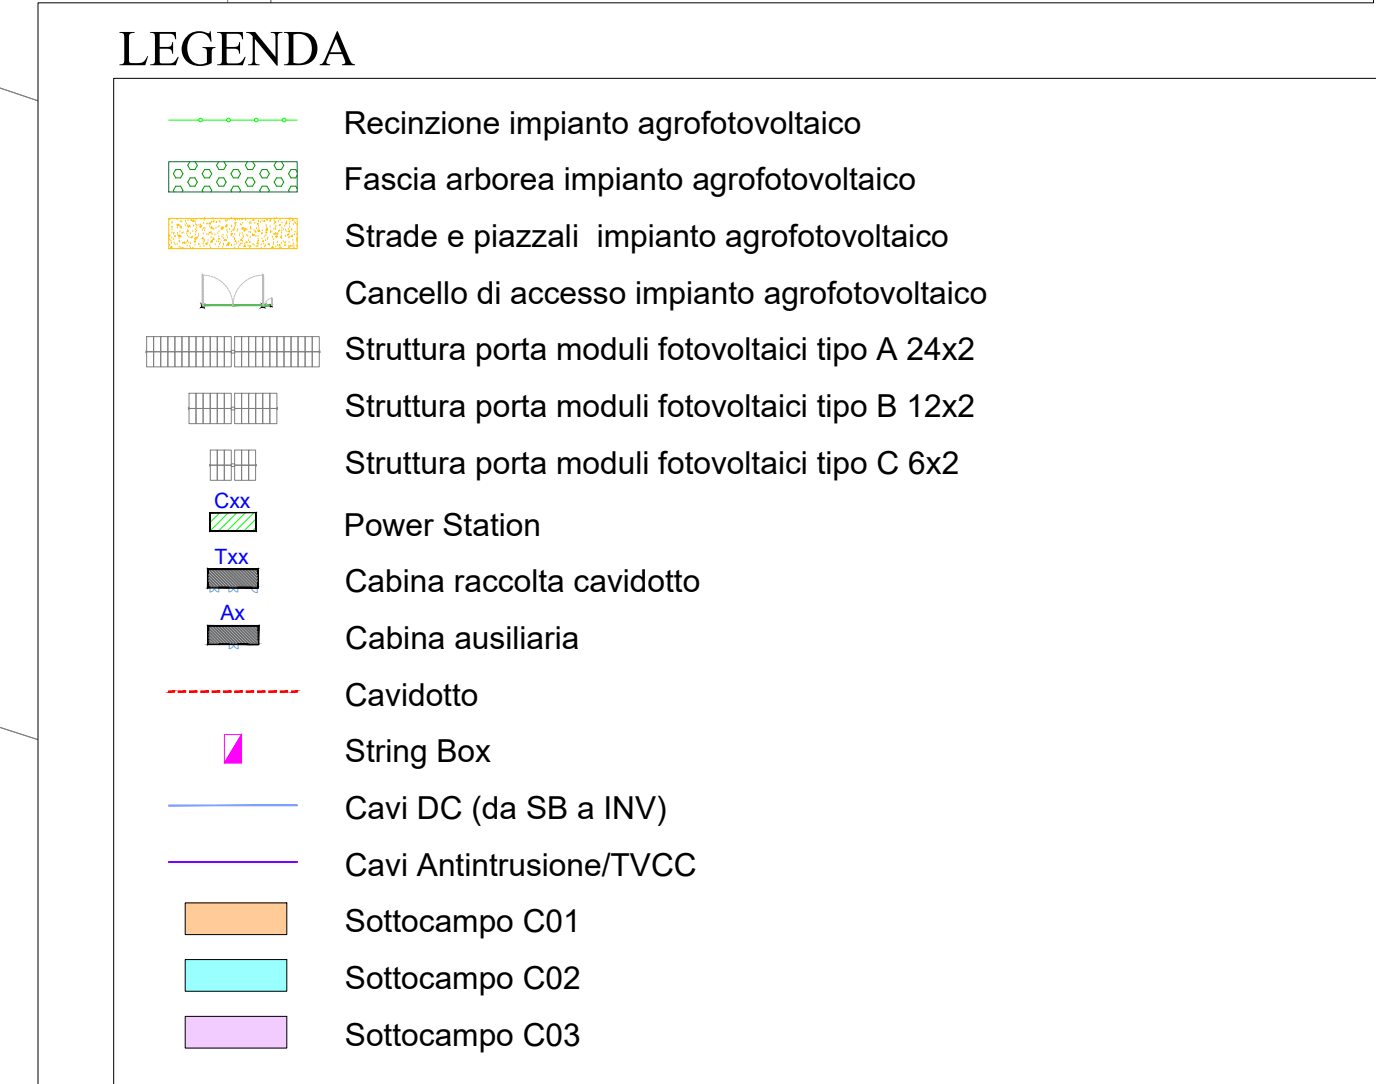 LEGENDA
Recinzione impianto agrofotovoltaico
Fascia arborea impianto agrofotovoltaico
Strade e piazzali  impianto agrofotovoltaico
Cancello di accesso impianto agrofotovoltaico
Struttura porta moduli fotovoltaici tipo A 24x2
Struttura porta moduli fotovoltaici tipo B 12x2
Struttura porta moduli fotovoltaici tipo C 6x2
Cxx
Power Station
Txx
Cabina raccolta cavidotto
Ax
Cabina ausiliaria
Cavidotto
String Box
Cavi DC (da SB a INV)
Cavi Antintrusione/TVCC
Sottocampo C01
Sottocampo C02
Sottocampo C03